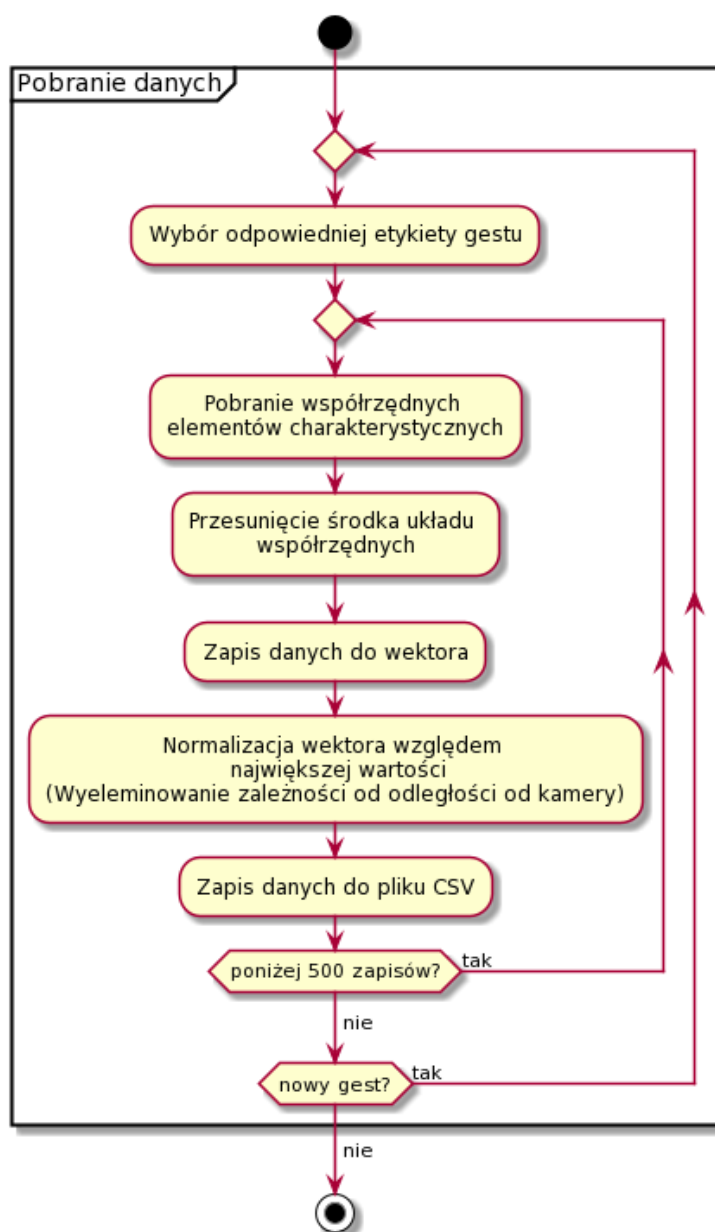 Pobranie danych
Wybór odpowiedniej etykiety gestu
Pobranie współrzędnych
elementów charakterystycznych
Przesunięcie środka układu
współrzędnych
Zapis danych do wektora
Normalizacja wektora względem
największej wartości
(Wyeleminowanie zależności od odległości od kamery)
Zapis danych do pliku CSV
poniżej 500 zapisów?
tak
nie
nowy gest?
tak
nie